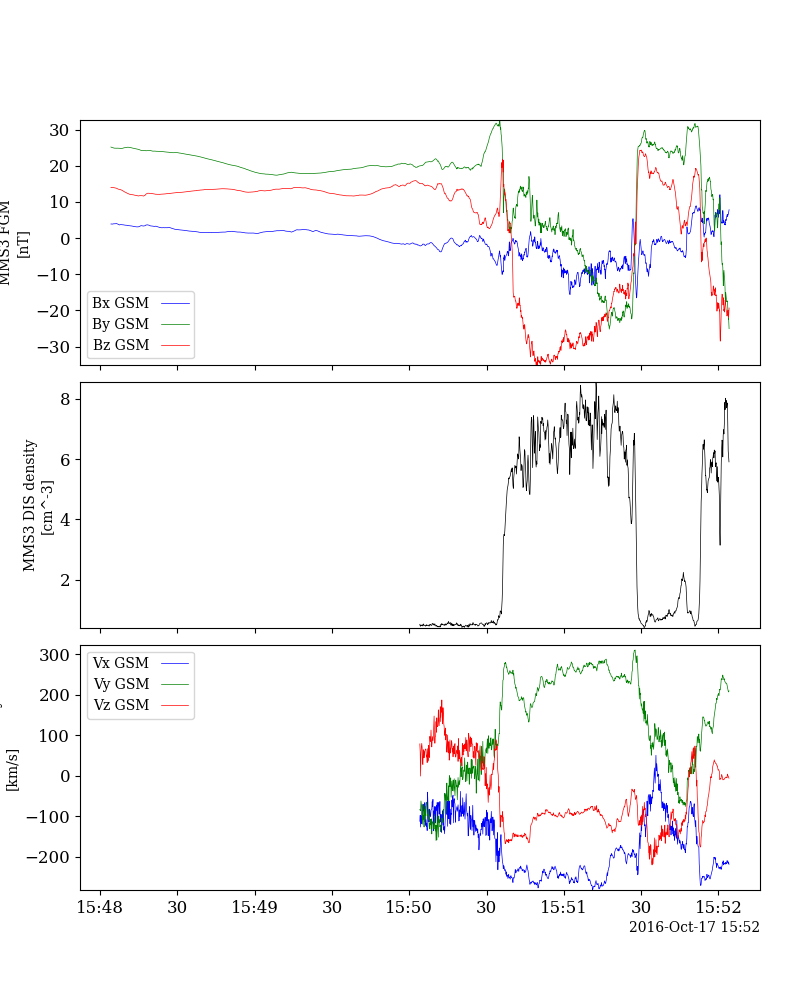 30
20
10
0
−10
−20
−30
MMS3 FGM
[nT]
Bx GSM
By GSM
Bz GSM
8
6
4
2
MMS3 DIS density
[cm^-3]
300
200
100
0
−100
−200
[km/s]
Vx GSM
Vy GSM
Vz GSM
15:48 30 15:49 30 15:50 30 15:51 30 15:52
2016-Oct-17 15:52